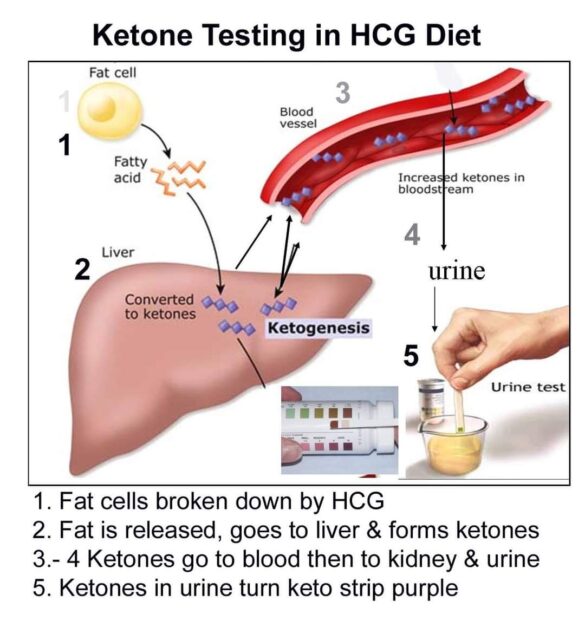 Ketone Testing in HCG Diet
Fat cell
1
1
Fatty
acid
3
Blood
vessel
Increased ketones in
bloodstream
4
urine
2
Liver
Converted
to ketones
Ketogenesis
5
Urine test
1. Fat cells broken down by HCG
2. Fat is released, goes to liver & forms ketones
3.- 4 Ketones go to blood then to kidney & urine
5. Ketones in urine turn keto strip purple